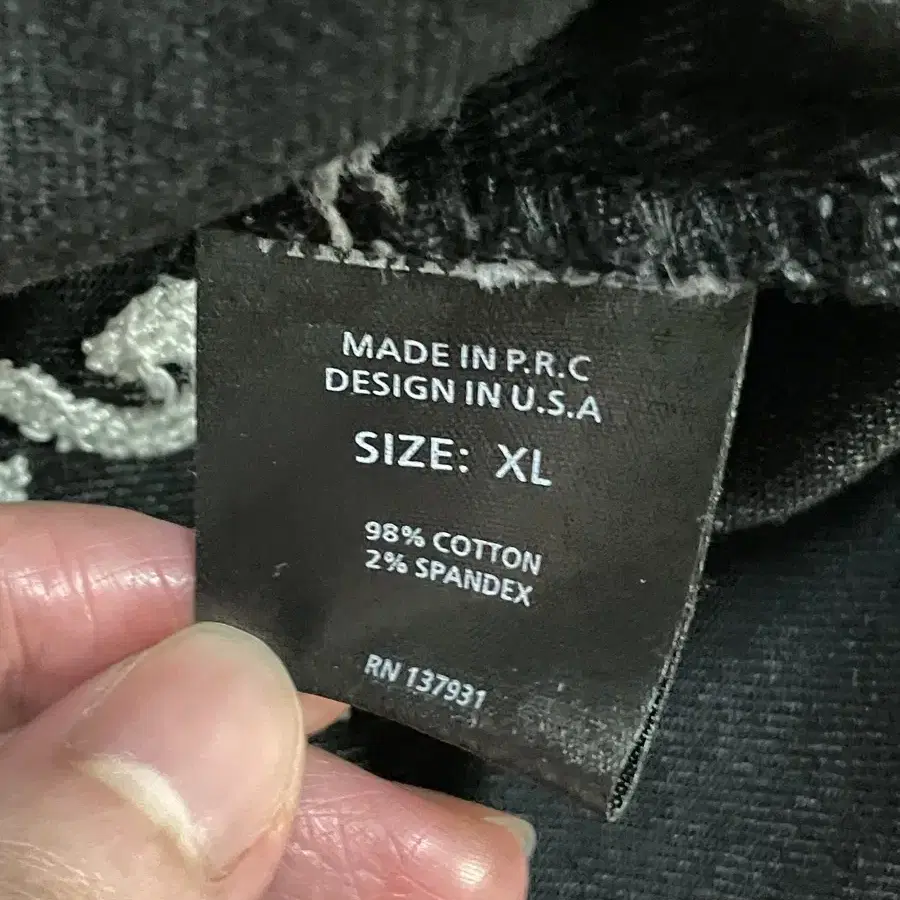 MADE IN P.R.C
DESIGN IN U.S.A
SIZE: XL
98% COTTON
2% SPANDEX
RN 137931